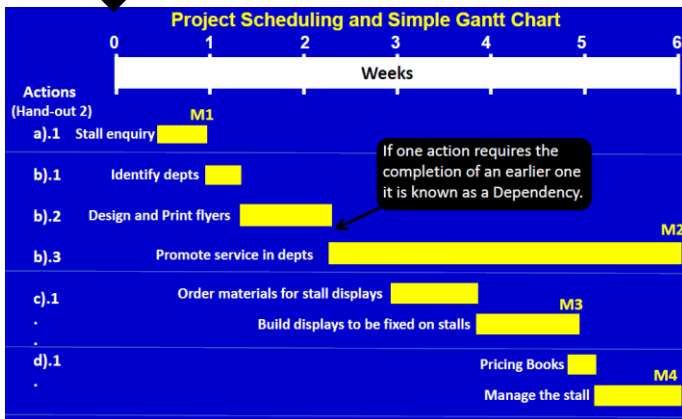 Project Scheduling and Simple Gantt Chart
0 1 2 3 4 5 6
Weeks
Actions
(Hand-out 2)
M1
a).1 Stall enquiry
If one action requires the
completion of an earlier one
it is known as a Dependency.
b).1 Identify depts
b).2 Design and Print flyers
M2
b).3 Promote service in depts
c).1 Order materials for stall displays
M3
. Build displays to be fixed on stalls
.
d).1 Pricing Books
M4
. Manage the stall